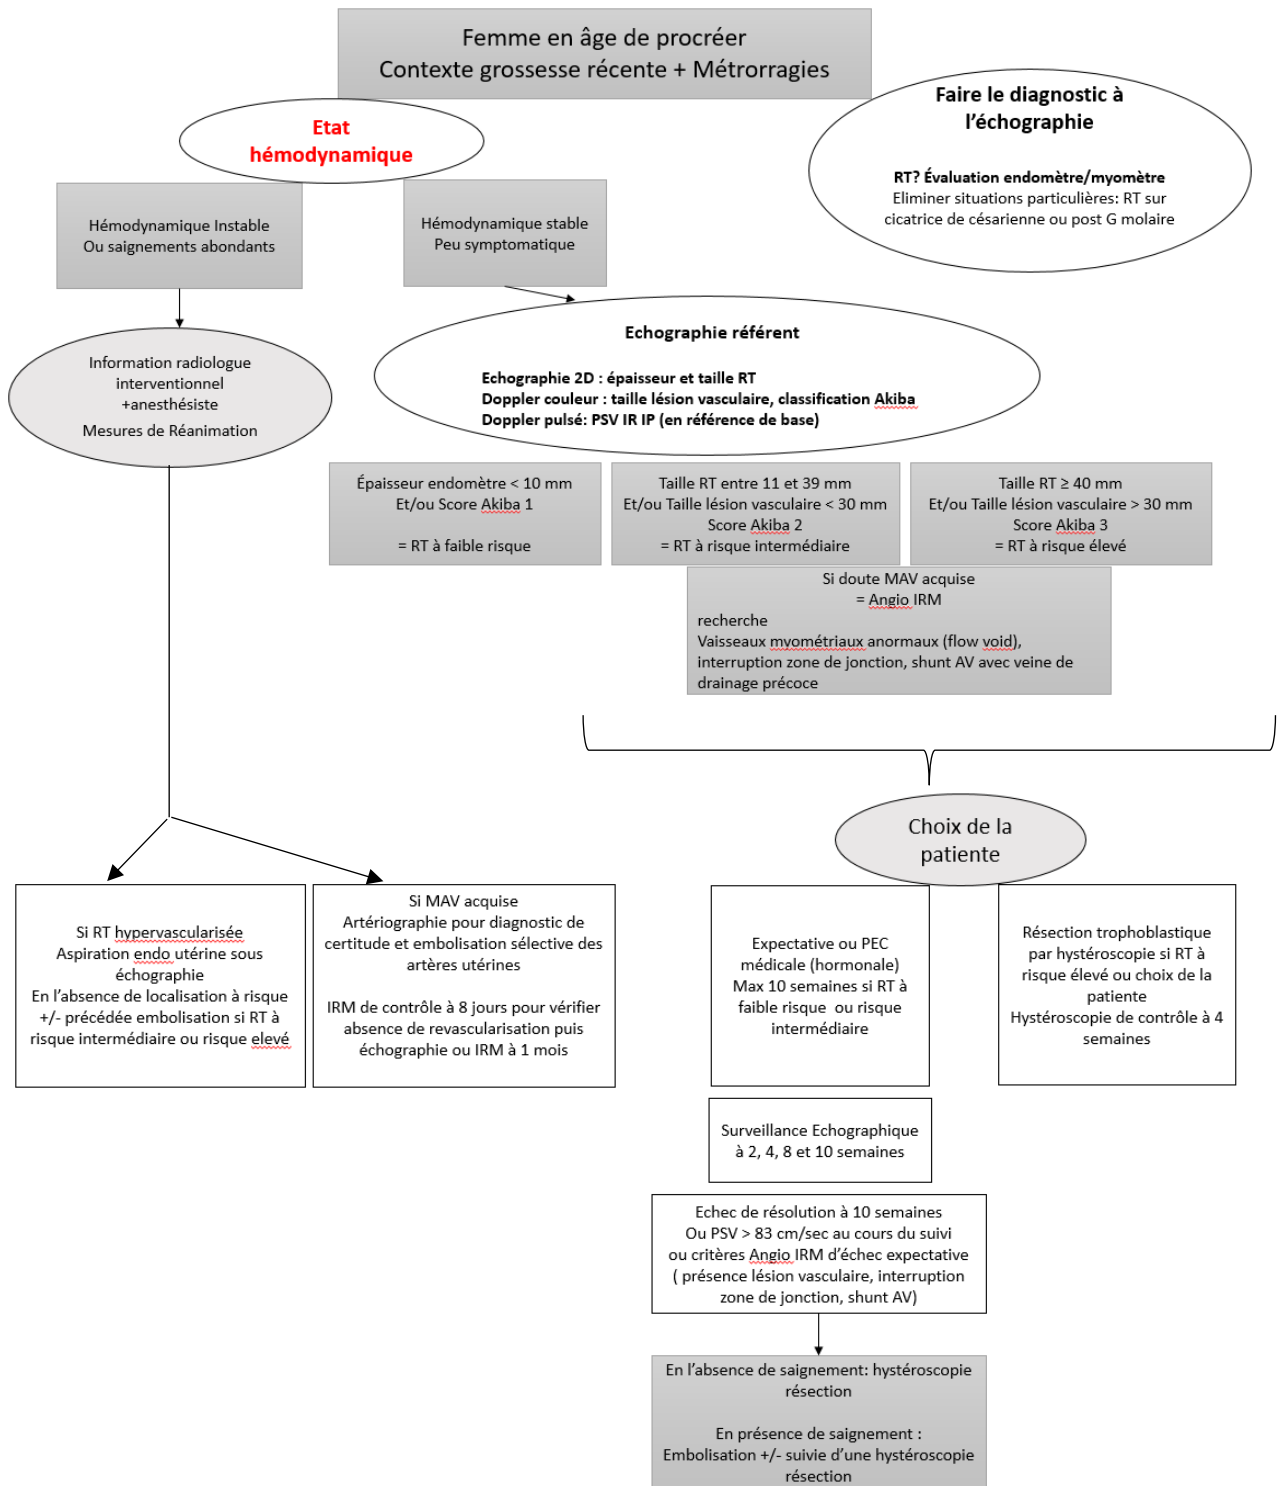 Femme en âge de procréer
Contexte grossesse récente + Métrorragies
Faire le diagnostic à
l'échographie
RT? Évaluation endomètre/myomètre
Eliminer situations particulières: RT sur
cicatrice de césarienne ou post G molaire
Etat
hémodynamique
Hémodynamique Instable
Ou saignements abondants
Hémodynamique stable
Peu symptomatique
Information radiologue
interventionnel
+anesthésiste
Mesures de Réanimation
Echographie référent
Echographie 2D : épaisseur et taille RT
Doppler couleur : taille lésion vasculaire, classification Akiba
Doppler pulsé: PSV IR IP (en référence de base)
Épaisseur endomètre < 10 mm
Et/ou Score Akiba 1
= RT à faible risque
Taille RT entre 11 et 39 mm
Et/ou Taille lésion vasculaire < 30 mm
Score Akiba 2
= RT à risque intermédiaire
Taille RT ≥ 40 mm
Et/ou Taille lésion vasculaire > 30 mm
Score Akiba 3
= RT à risque élevé
Si doute MAV acquise
= Angio IRM
recherche
Vaisseaux myométriaux anormaux (flow void),
interruption zone de jonction, shunt AV avec veine de
drainage précoce
Choix de la
patiente
Si RT hypervascularisée
Aspiration endo utérine sous
échographie
En l'absence de localisation à risque
+/- précédée embolisation si RT à
risque intermédiaire ou risque elevé
Si MAV acquise
Artériographie pour diagnostic de
certitude et embolisation sélective des
artères utérines
IRM de contrôle à 8 jours pour vérifier
absence de revascularisation puis
échographie ou IRM à 1 mois
Expectative ou PEC
médicale (hormonale)
Max 10 semaines si RT à
faible risque ou risque
intermédiaire
Résection trophoblastique
par hystéroscopie si RT à
risque élevé ou choix de la
patiente
Hystéroscopie de contrôle à 4
semaines
Surveillance Echographique
à 2, 4, 8 et 10 semaines
Echec de résolution à 10 semaines
Ou PSV > 83 cm/sec au cours du suivi
ou critères Angio IRM d'échec expectative
( présence lésion vasculaire, interruption
zone de jonction, shunt AV)
En l'absence de saignement: hystéroscopie
résection
En présence de saignement :
Embolisation +/- suivie d'une hystéroscopie
résection